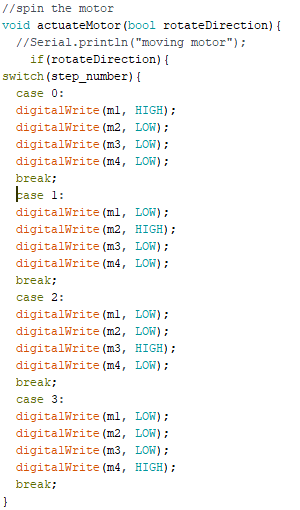 //spin the motor
void actuateMotor(bool rotateDirection){
  //Serial.println("moving motor");
    if(rotateDirection){
switch(step_number){
  case 0:
  digitalWrite(m1, HIGH);
  digitalWrite(m2, LOW);
  digitalWrite(m3, LOW);
  digitalWrite(m4, LOW);
  break;
  case 1:
  digitalWrite(m1, LOW);
  digitalWrite(m2, HIGH);
  digitalWrite(m3, LOW);
  digitalWrite(m4, LOW);
  break;
  case 2:
  digitalWrite(m1, LOW);
  digitalWrite(m2, LOW);
  digitalWrite(m3, HIGH);
  digitalWrite(m4, LOW);
  break;
  case 3:
  digitalWrite(m1, LOW);
  digitalWrite(m2, LOW);
  digitalWrite(m3, LOW);
  digitalWrite(m4, HIGH);
  break;
}